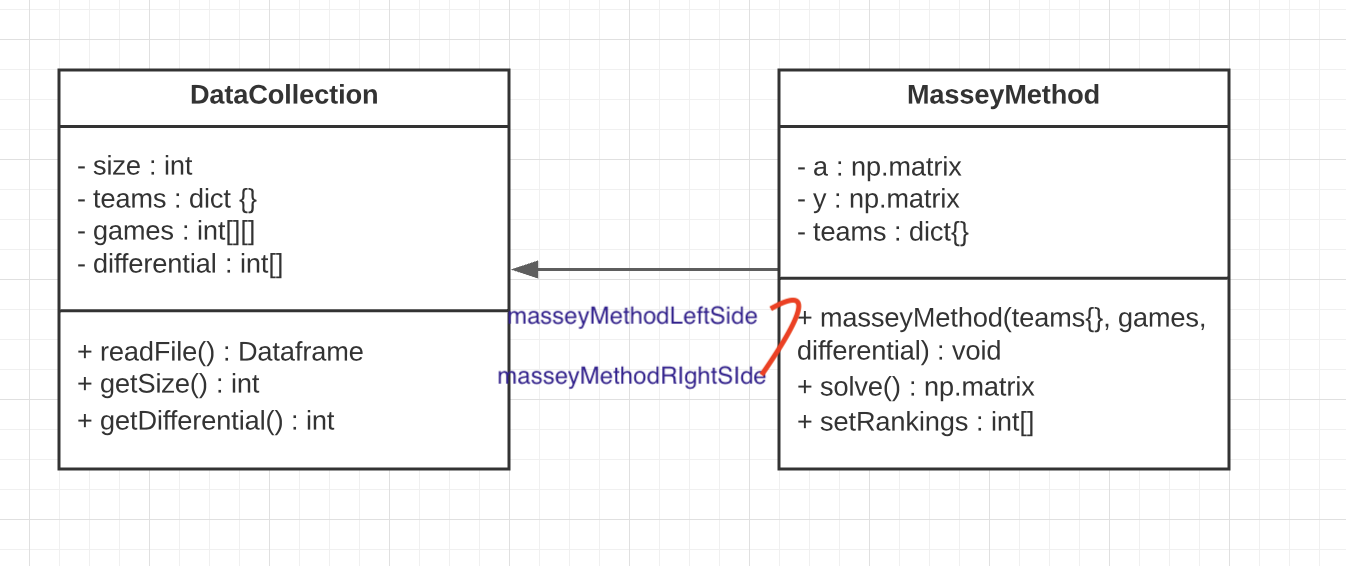 DataCollection
- size : int
- teams : dict {}
- games : int[][]
- differential : int[]
+ readFile() : Dataframe
+ getSize() : int
+ getDifferential() : int
masseyMethodLeftSide
masseyMethodRIghtSIde
MasseyMethod
- a : np.matrix
- y : np.matrix
- teams : dict{}
+ masseyMethod(teams{}, games,
differential) : void
+ solve() : np.matrix
+ setRankings : int[]